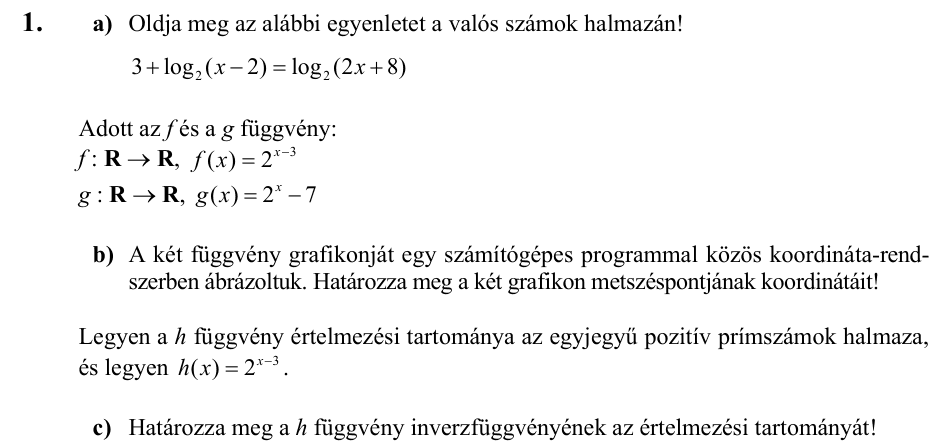 1. a) Oldja meg az alábbi egyenletet a valós számok halmazán!
3 + log₂(x − 2) = log₂(2x + 8)
Adott az f és a g függvény:
f : R → R, f(x) = 2ˣ⁻³
g : R → R, g(x) = 2ˣ − 7
b) A két függvény grafikonját egy számítógépes programmal közös koordináta-rend-
szerben ábrázoltuk. Határozza meg a két grafikon metszéspontjának koordinátáit!
Legyen a h függvény értelmezési tartománya az egyjegyű pozitív prímszámok halmaza,
és legyen h(x) = 2ˣ⁻³.
c) Határozza meg a h függvény inverzfüggvényének az értelmezési tartományát!